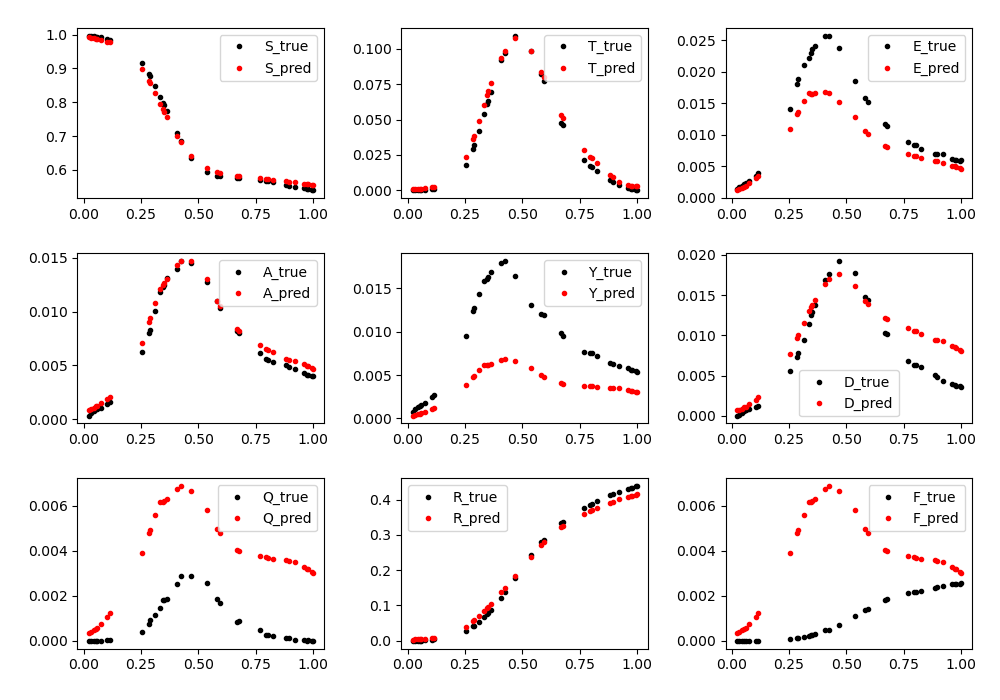 S_true
S_pred
1.0
0.9
0.8
0.7
0.6
0.00 0.25 0.50 0.75 1.00
T_true
T_pred
0.100
0.075
0.050
0.025
0.000
0.00 0.25 0.50 0.75 1.00
E_true
E_pred
0.025
0.020
0.015
0.010
0.005
0.000
0.00 0.25 0.50 0.75 1.00
A_true
A_pred
0.015
0.010
0.005
0.000
0.00 0.25 0.50 0.75 1.00
Y_true
Y_pred
0.015
0.010
0.005
0.000
0.00 0.25 0.50 0.75 1.00
0.020
0.015
0.010
0.005
0.000
D_true
D_pred
0.00 0.25 0.50 0.75 1.00
Q_true
Q_pred
0.006
0.004
0.002
0.000
0.00 0.25 0.50 0.75 1.00
R_true
R_pred
0.4
0.3
0.2
0.1
0.0
0.00 0.25 0.50 0.75 1.00
F_true
F_pred
0.006
0.004
0.002
0.000
0.00 0.25 0.50 0.75 1.00